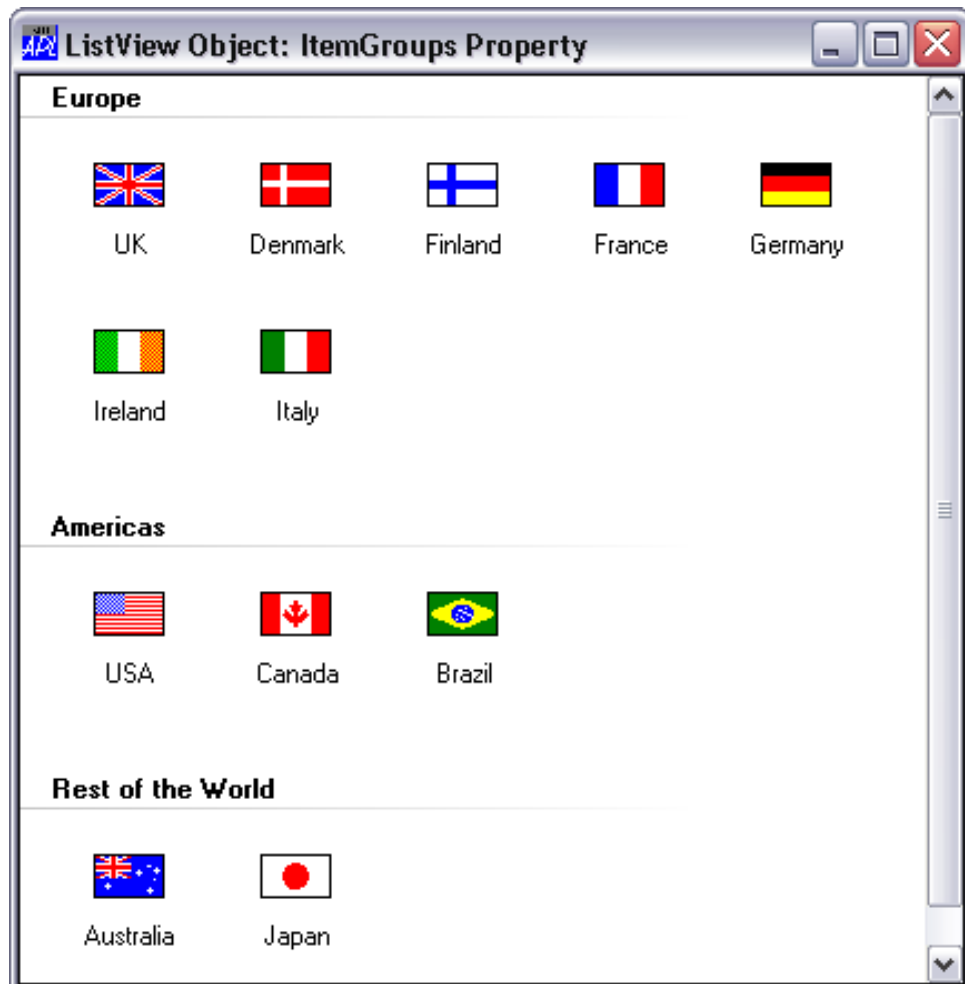 APL ListView Object: ItemGroups Property
Europe
UK Denmark Finland France Germany
Ireland Italy
Americas
USA Canada Brazil
Rest of the World
Australia Japan